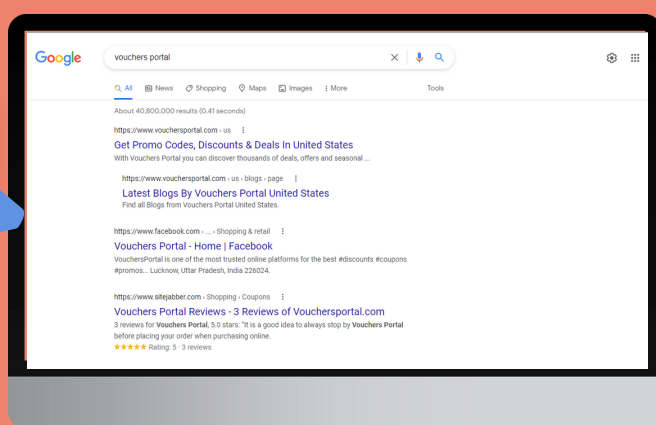 Google
vouchers portal
All News Shopping Maps Images More Tools
About 40,800,000 results (0.41 seconds)
https://www.vouchersportal.com › us
Get Promo Codes, Discounts & Deals In United States
With Vouchers Portal you can discover thousands of deals, offers and seasonal ...
https://www.vouchersportal.com › us › blogs › page
Latest Blogs By Vouchers Portal United States
Find all Blogs from Vouchers Portal United States.
https://www.facebook.com › ... › Shopping & retail
Vouchers Portal - Home | Facebook
VouchersPortal is one of the most trusted online platforms for the best #discounts #coupons
#promos... Lucknow, Uttar Pradesh, India 226024.
https://www.sitejabber.com › Shopping › Coupons
Vouchers Portal Reviews - 3 Reviews of Vouchersportal.com
3 reviews for Vouchers Portal, 5.0 stars: "It is a good idea to always stop by Vouchers Portal
before placing your order when purchasing online.
★★★★★ Rating: 5 · 3 reviews